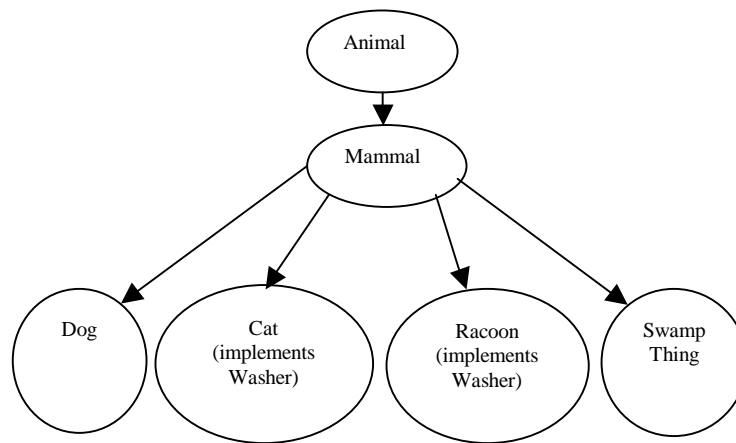 Animal
Mammal
Dog
Cat
(implements
Washer)
Racoon
(implements
Washer)
Swamp
Thing